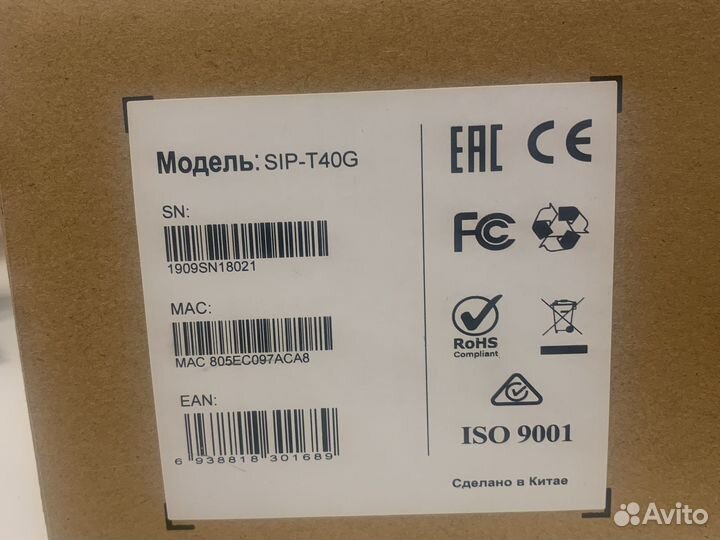 Модель: SIP-T40G
SN:
1909SN18021
MAC:
MAC 805EC097ACA8
EAN:
6 938818 301689
EAC CE
FC
RoHS
Compliant
ISO 9001
Сделано в Китае
Avito